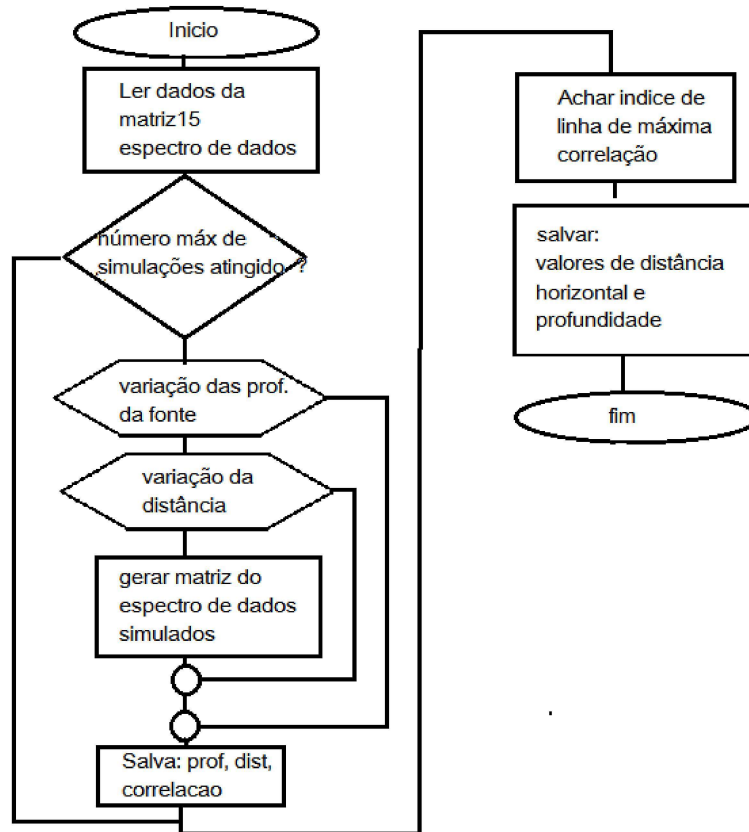 Inicio
Ler dados da
matriz15
espectro de dados
número máx de
simulações atingido ?
variação das prof.
da fonte
variação da
distância
gerar matriz do
espectro de dados
simulados
Salva: prof, dist,
correlacao
Achar indice de
linha de máxima
correlação
salvar:
valores de distância
horizontal e
profundidade
fim